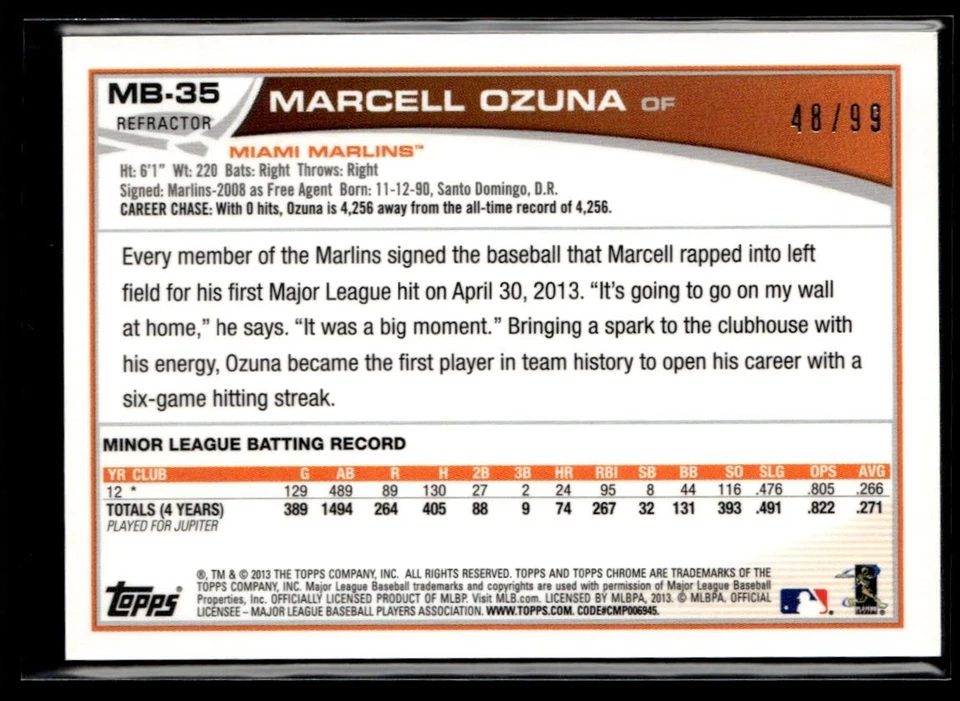 MB-35
REFRACTOR
MARCELL OZUNA OF
48/99
MIAMI MARLINS™
Ht: 6'1" Wt: 220 Bats: Right Throws: Right
Signed: Marlins-2008 as Free Agent Born: 11-12-90, Santo Domingo, D.R.
CAREER CHASE: With 0 hits, Ozuna is 4,256 away from the all-time record of 4,256.
Every member of the Marlins signed the baseball that Marcell rapped into left
field for his first Major League hit on April 30, 2013. “It’s going to go on my wall
at home,” he says. “It was a big moment.” Bringing a spark to the clubhouse with
his energy, Ozuna became the first player in team history to open his career with a
six-game hitting streak.
MINOR LEAGUE BATTING RECORD
YR CLUB G AB R H 2B 3B HR RBI SB BB SO SLG OPS AVG
12 * 129 489 89 130 27 2 24 95 8 44 116 .476 .805 .266
TOTALS (4 YEARS) 389 1494 264 405 88 9 74 267 32 131 393 .491 .822 .271
PLAYED FOR JUPITER
®, TM & © 2013 THE TOPPS COMPANY, INC. ALL RIGHTS RESERVED. TOPPS AND TOPPS CHROME ARE TRADEMARKS OF THE
TOPPS COMPANY, INC. Major League Baseball trademarks and copyrights are used with permission of Major League Baseball
Properties, Inc. OFFICIALLY LICENSED PRODUCT OF MLBP. Visit MLB.com. LICENSED BY MLBPA, 2013. © MLBPA. OFFICIAL
LICENSEE – MAJOR LEAGUE BASEBALL PLAYERS ASSOCIATION. WWW.TOPPS.COM. CODE#CMP006945.
Topps®